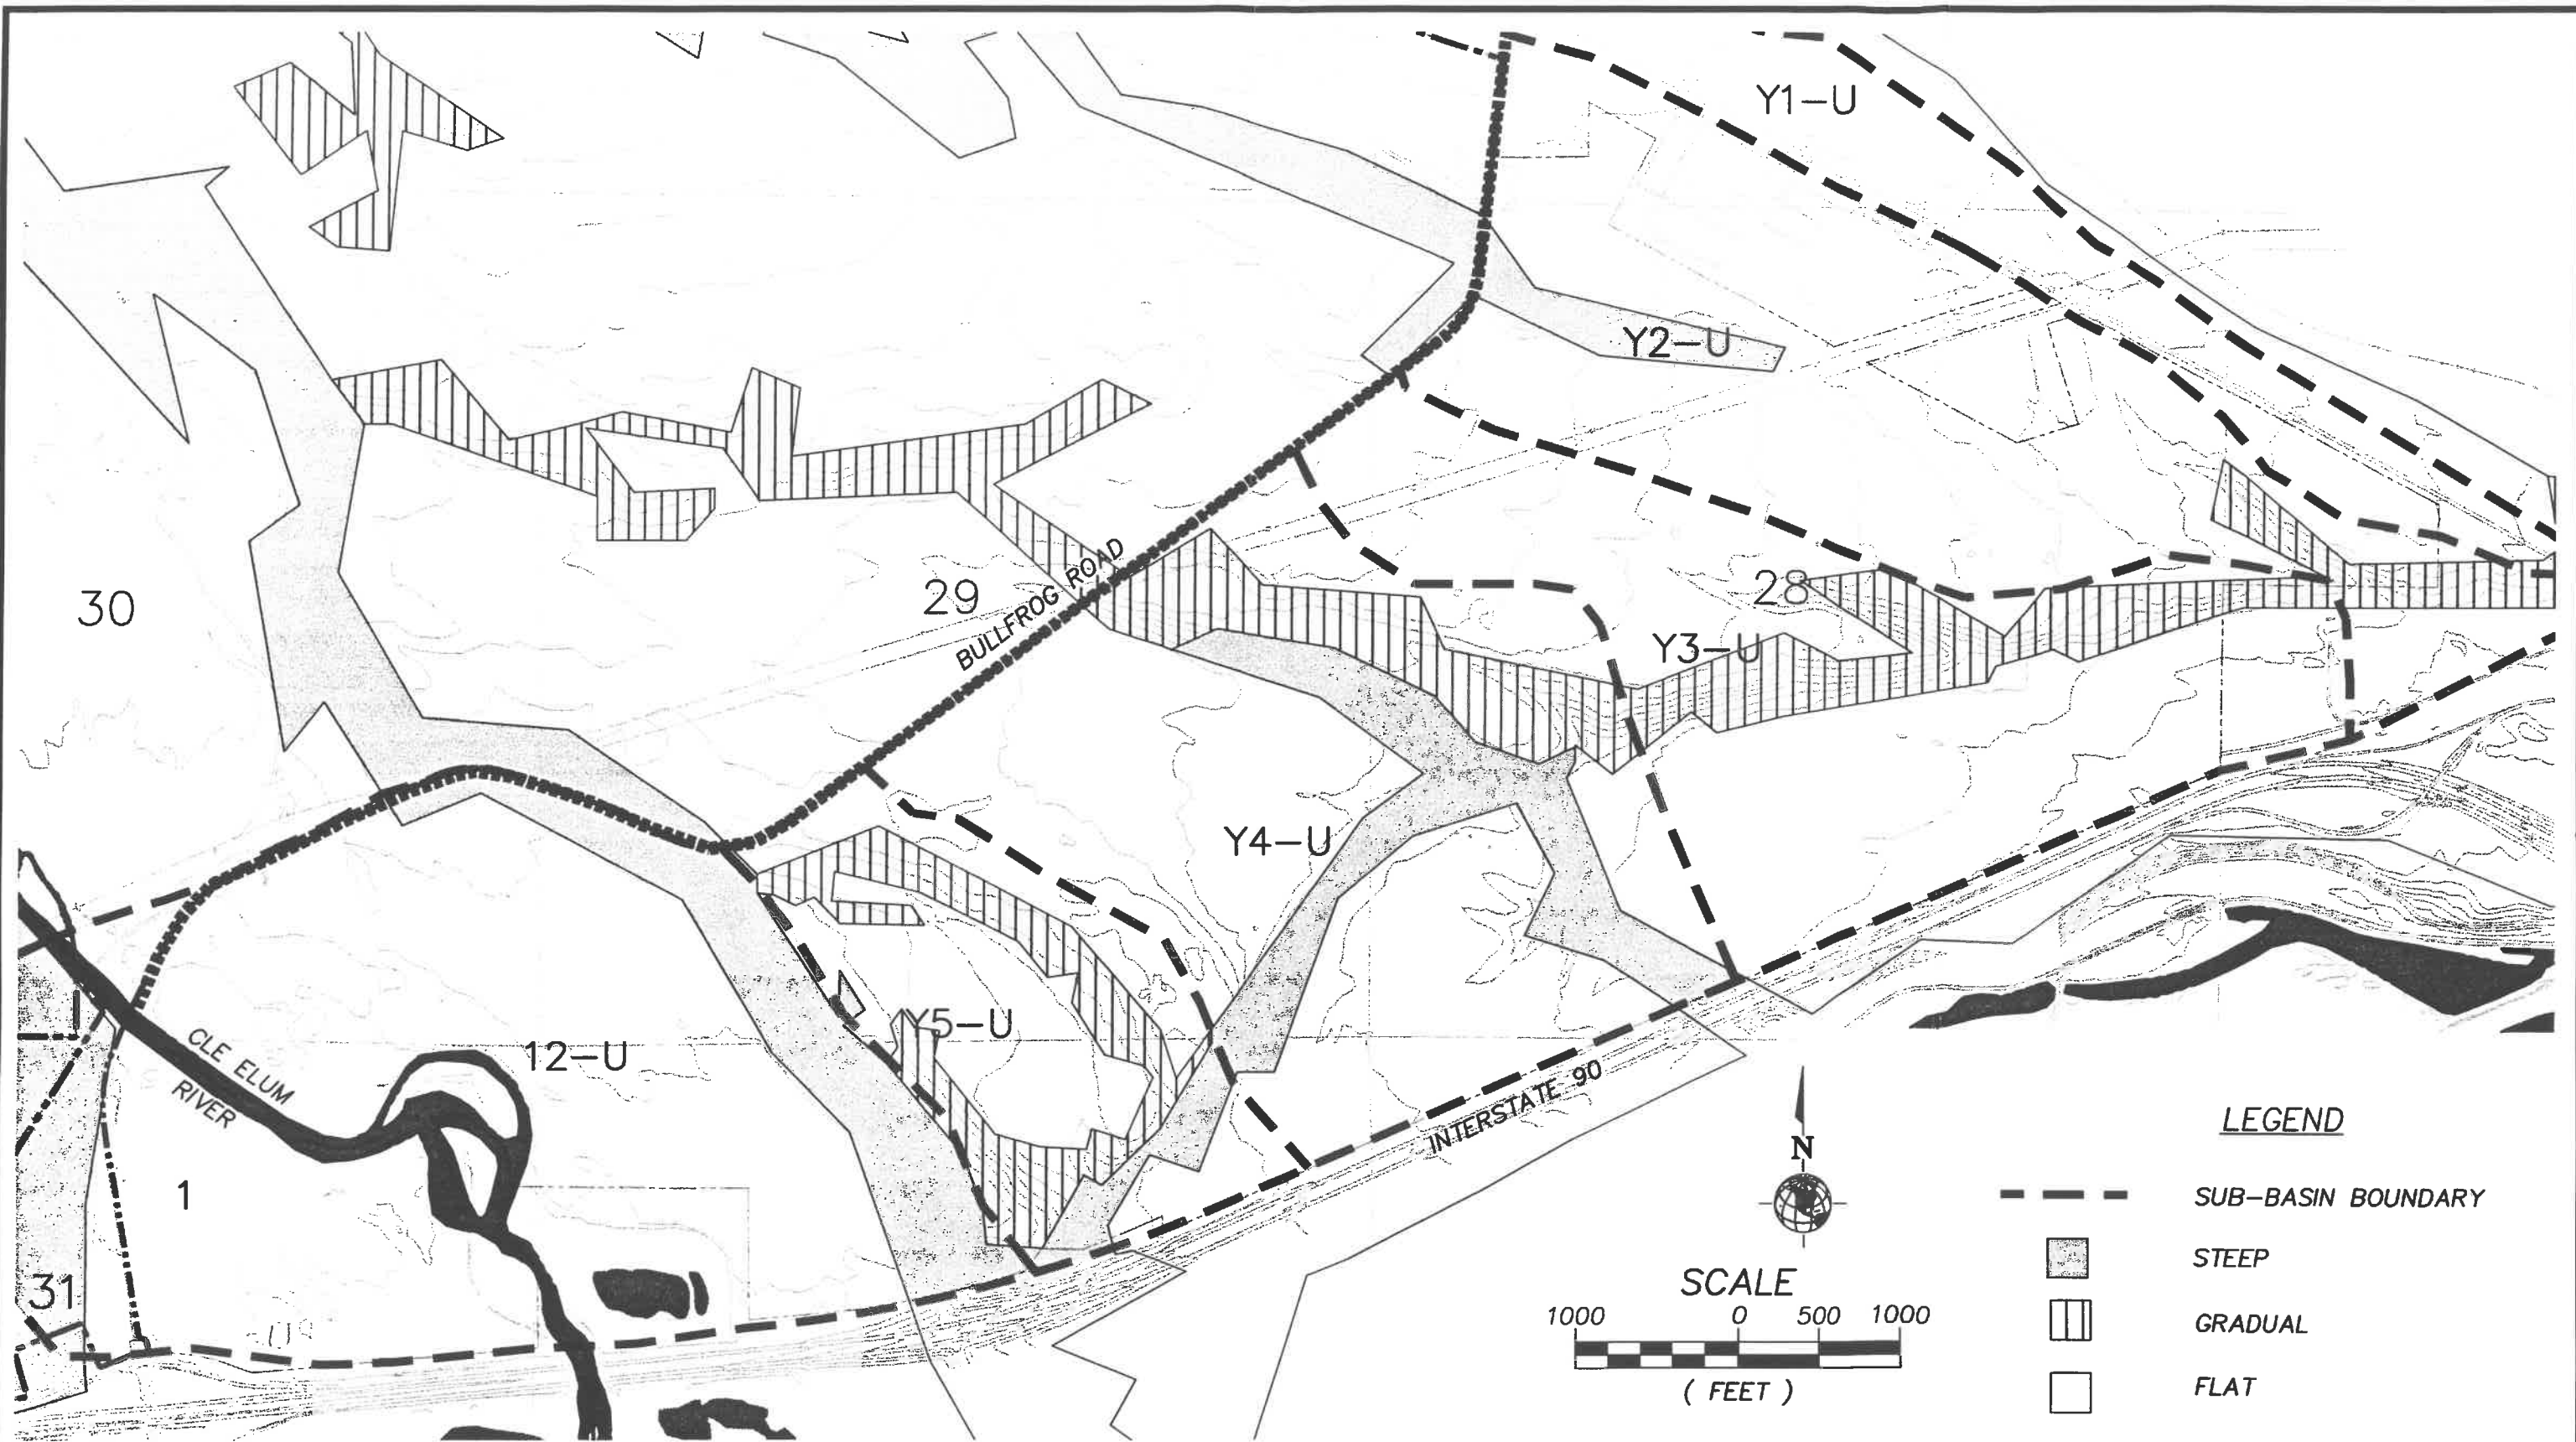 Y1-U
Y2-U
BULLFROG ROAD
30
29
28
Y3-U
Y4-U
Y5-U
12-U
CLE ELUM
RIVER
1
31
INTERSTATE 90
N
SCALE
1000 0 500 1000
( FEET )
LEGEND
SUB-BASIN BOUNDARY
STEEP
GRADUAL
FLAT